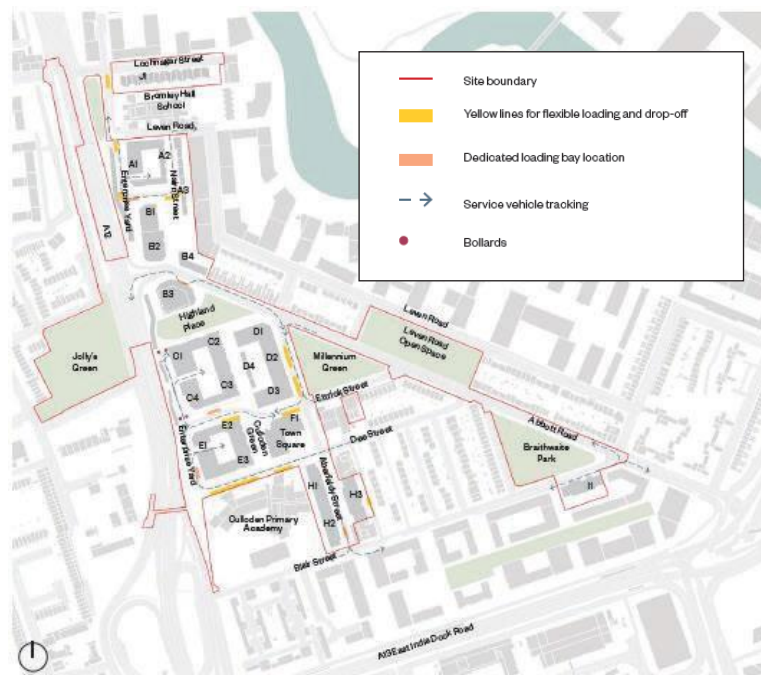 Site boundary
Yellow lines for flexible loading and drop-off
Dedicated loading bay location
Service vehicle tracking
Bollards
Lochnagar Street
J1
Bromley Hall
School
Leven Road
A1
A2
A3
Enterprise Yard
Nairn Street
A12
B1
B2
B4
B3
Highland
Place
Jolly's
Green
C1
C2
C3
C4
D1
D2
D4
D3
Millennium
Green
Leven Road
Leven Road
Open Space
Ettrick Street
Dee Street
Abbott Road
Braithwaite
Park
I1
Enterprise Yard
E1
E2
E3
Culloden
Green
F1
Town
Square
Aberfeldy Street
H1
H2
H3
Culloden Primary
Academy
Blair Street
A13 East India Dock Road